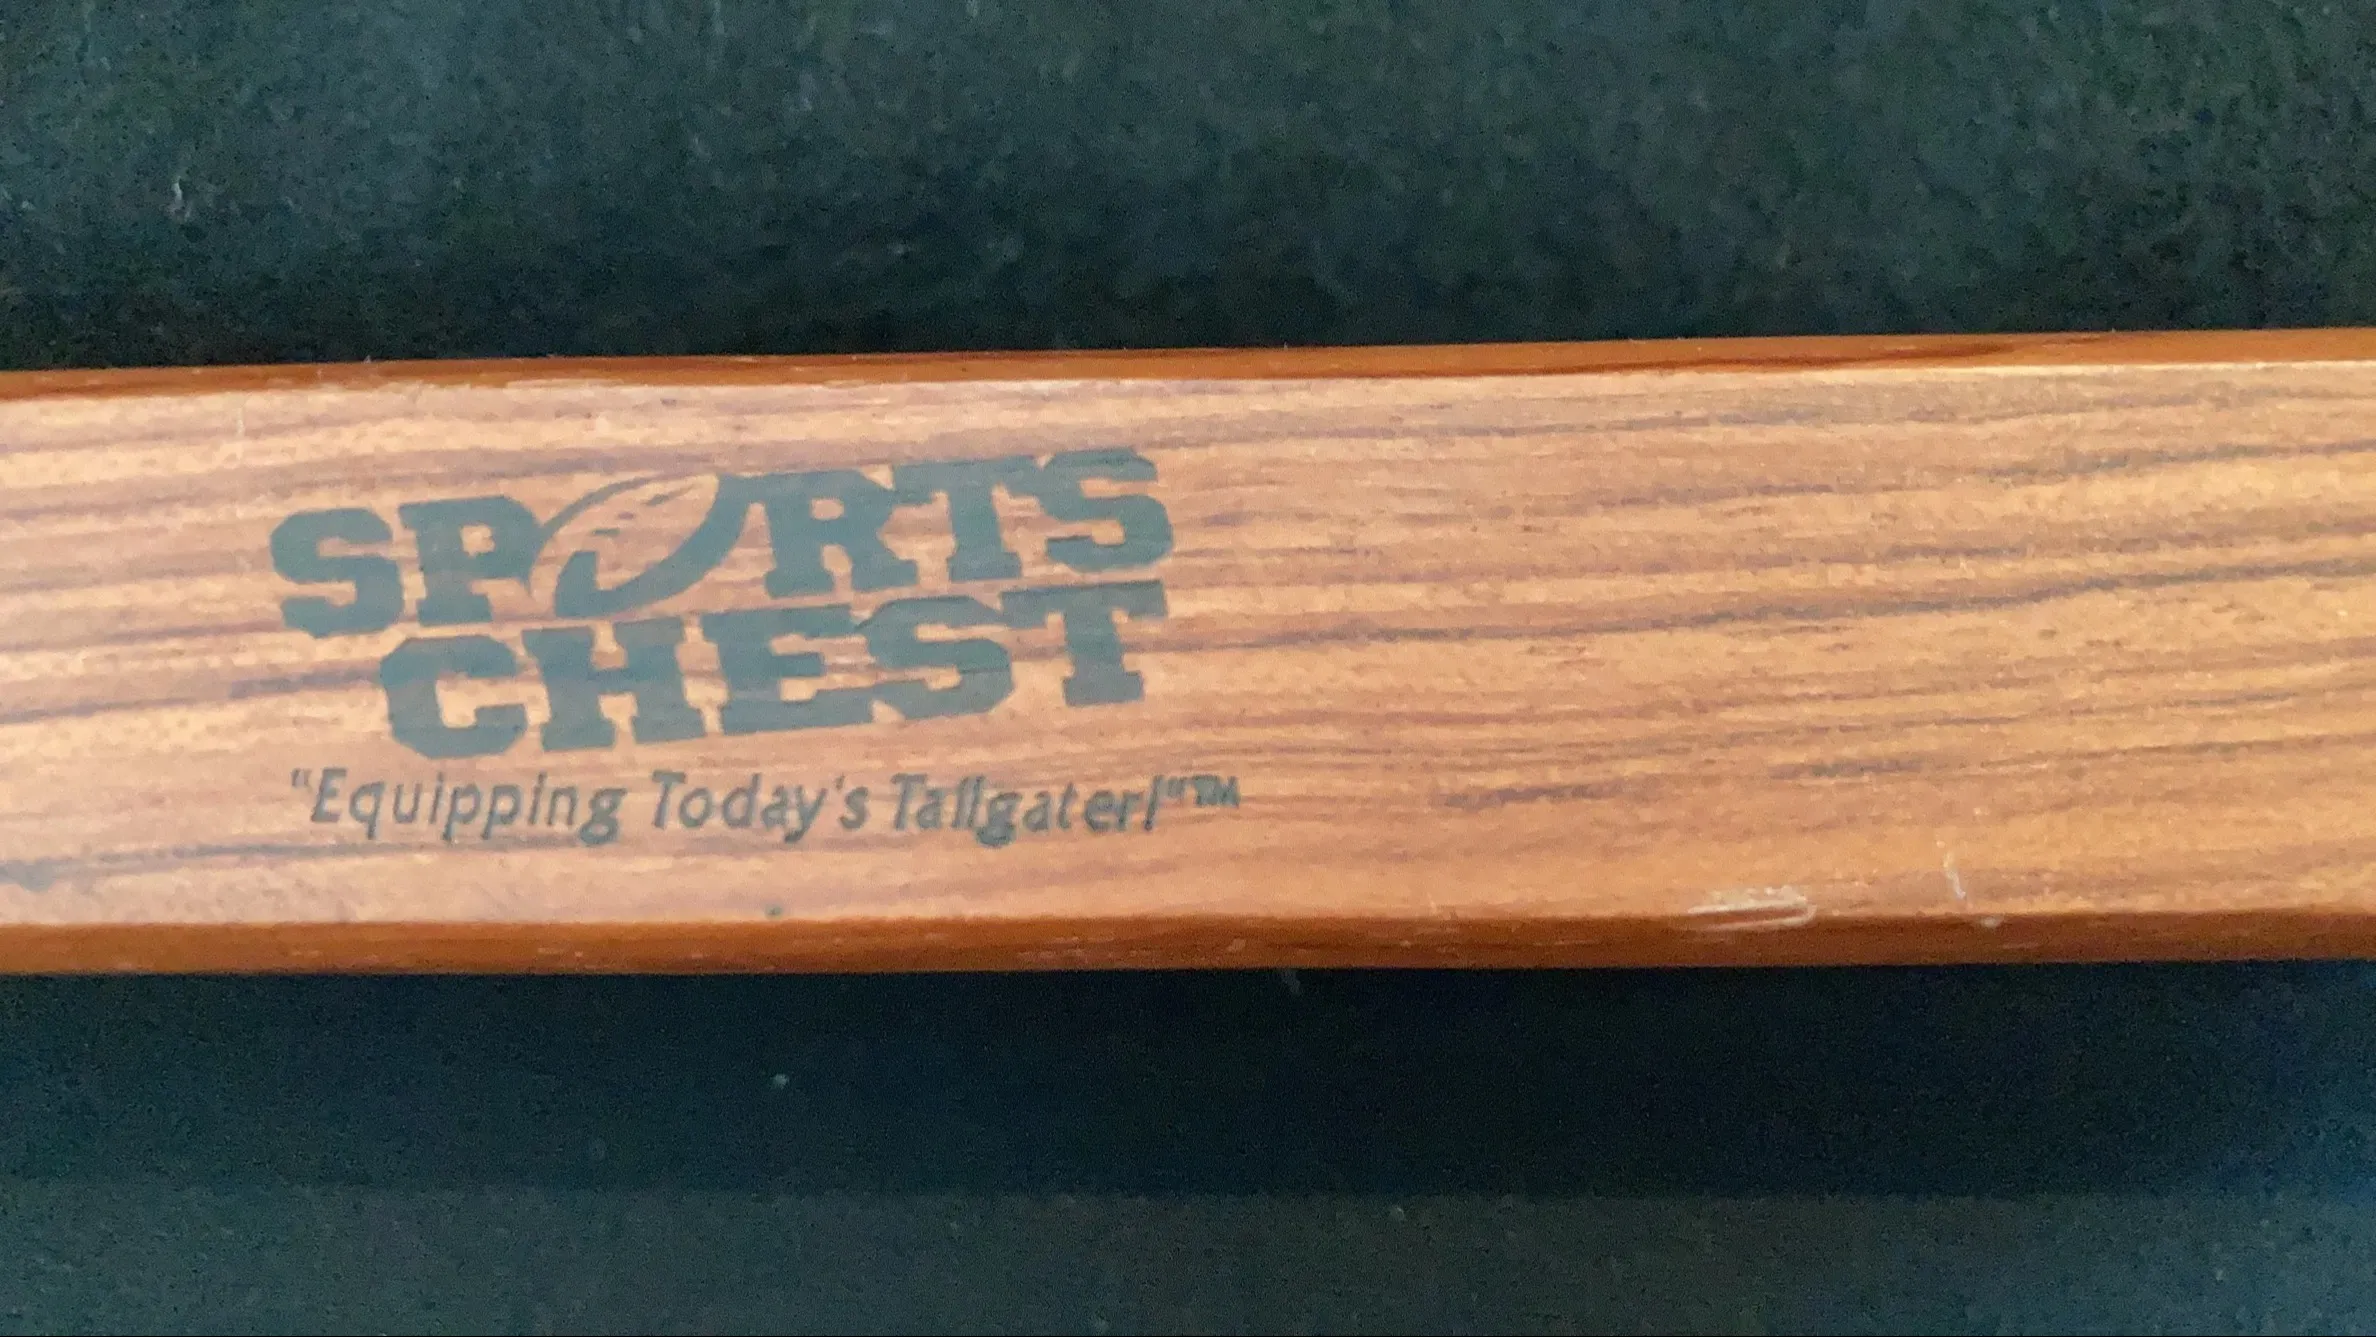 SPORTS
CHEST
"Equipping Today's Tailgater!"™